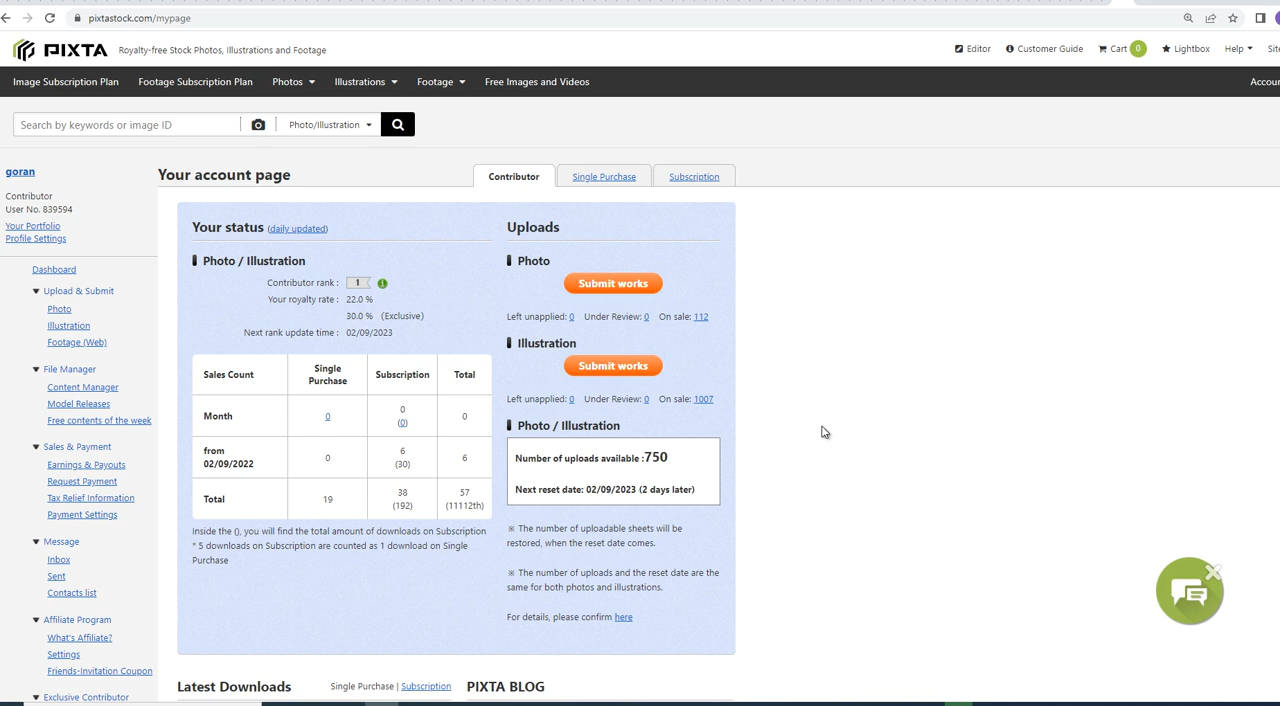 pixtastock.com/mypage
PIXTA
Royalty-free Stock Photos, Illustrations and Footage
Editor
Customer Guide
Cart
0
Lightbox
Help
Image Subscription Plan
Footage Subscription Plan
Photos
Illustrations
Footage
Free Images and Videos
Search by keywords or image ID
Photo/Illustration
goran
Contributor
User No. 839594
Your Portfolio
Profile Settings
Dashboard
Upload & Submit
Photo
Illustration
Footage (Web)
File Manager
Content Manager
Model Releases
Free contents of the week
Sales & Payment
Earnings & Payouts
Request Payment
Tax Relief Information
Payment Settings
Message
Inbox
Sent
Contacts list
Affiliate Program
What's Affiliate?
Settings
Friends-Invitation Coupon
Exclusive Contributor
Your account page
Contributor
Single Purchase
Subscription
Your status (daily updated)
Photo / Illustration
Contributor rank : 1
Your royalty rate : 22.0 %
30.0 % (Exclusive)
Next rank update time : 02/09/2023
Sales Count
Single
Purchase
Subscription
Total
Month
0
0
(0)
0
from
02/09/2022
0
6
(30)
6
Total
19
38
(192)
57
(11112th)
Inside the (), you will find the total amount of downloads on Subscription
* 5 downloads on Subscription are counted as 1 download on Single
Purchase
Uploads
Photo
Submit works
Left unapplied: 0 Under Review: 0 On sale: 112
Illustration
Submit works
Left unapplied: 0 Under Review: 0 On sale: 1007
Photo / Illustration
Number of uploads available :750
Next reset date: 02/09/2023 (2 days later)
※ The number of uploadable sheets will be
restored, when the reset date comes.
※ The number of uploads and the reset date are the
same for both photos and illustrations.
For details, please confirm here
Latest Downloads
Single Purchase | Subscription
PIXTA BLOG